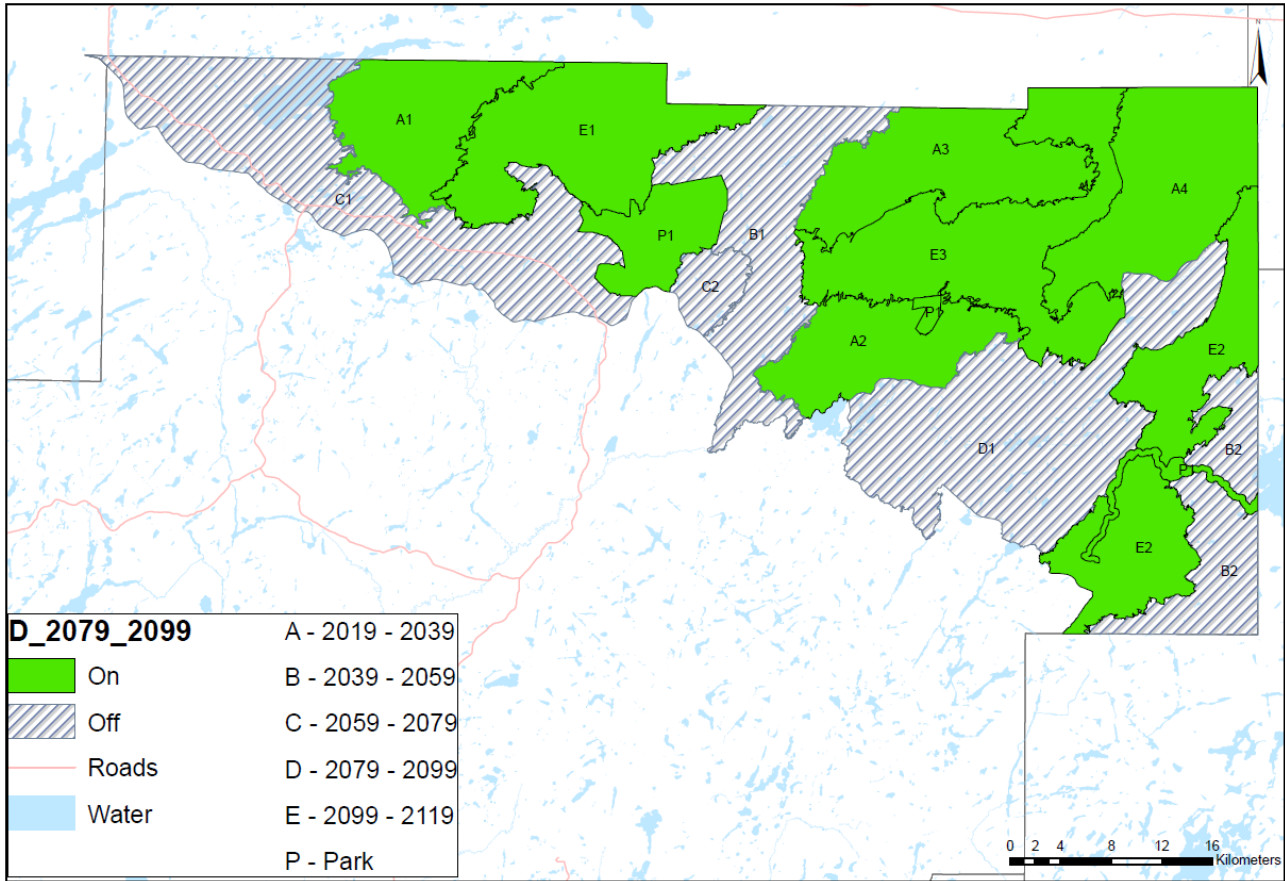 N
A1
E1
A3
A4
C1
P1
B1
E3
C2
P1
A2
E2
D1
B2
P1
E2
B2
D_2079_2099
A - 2019 - 2039
On
B - 2039 - 2059
Off
C - 2059 - 2079
Roads
D - 2079 - 2099
Water
E - 2099 - 2119
P - Park
0 2 4 8 12 16
Kilometers